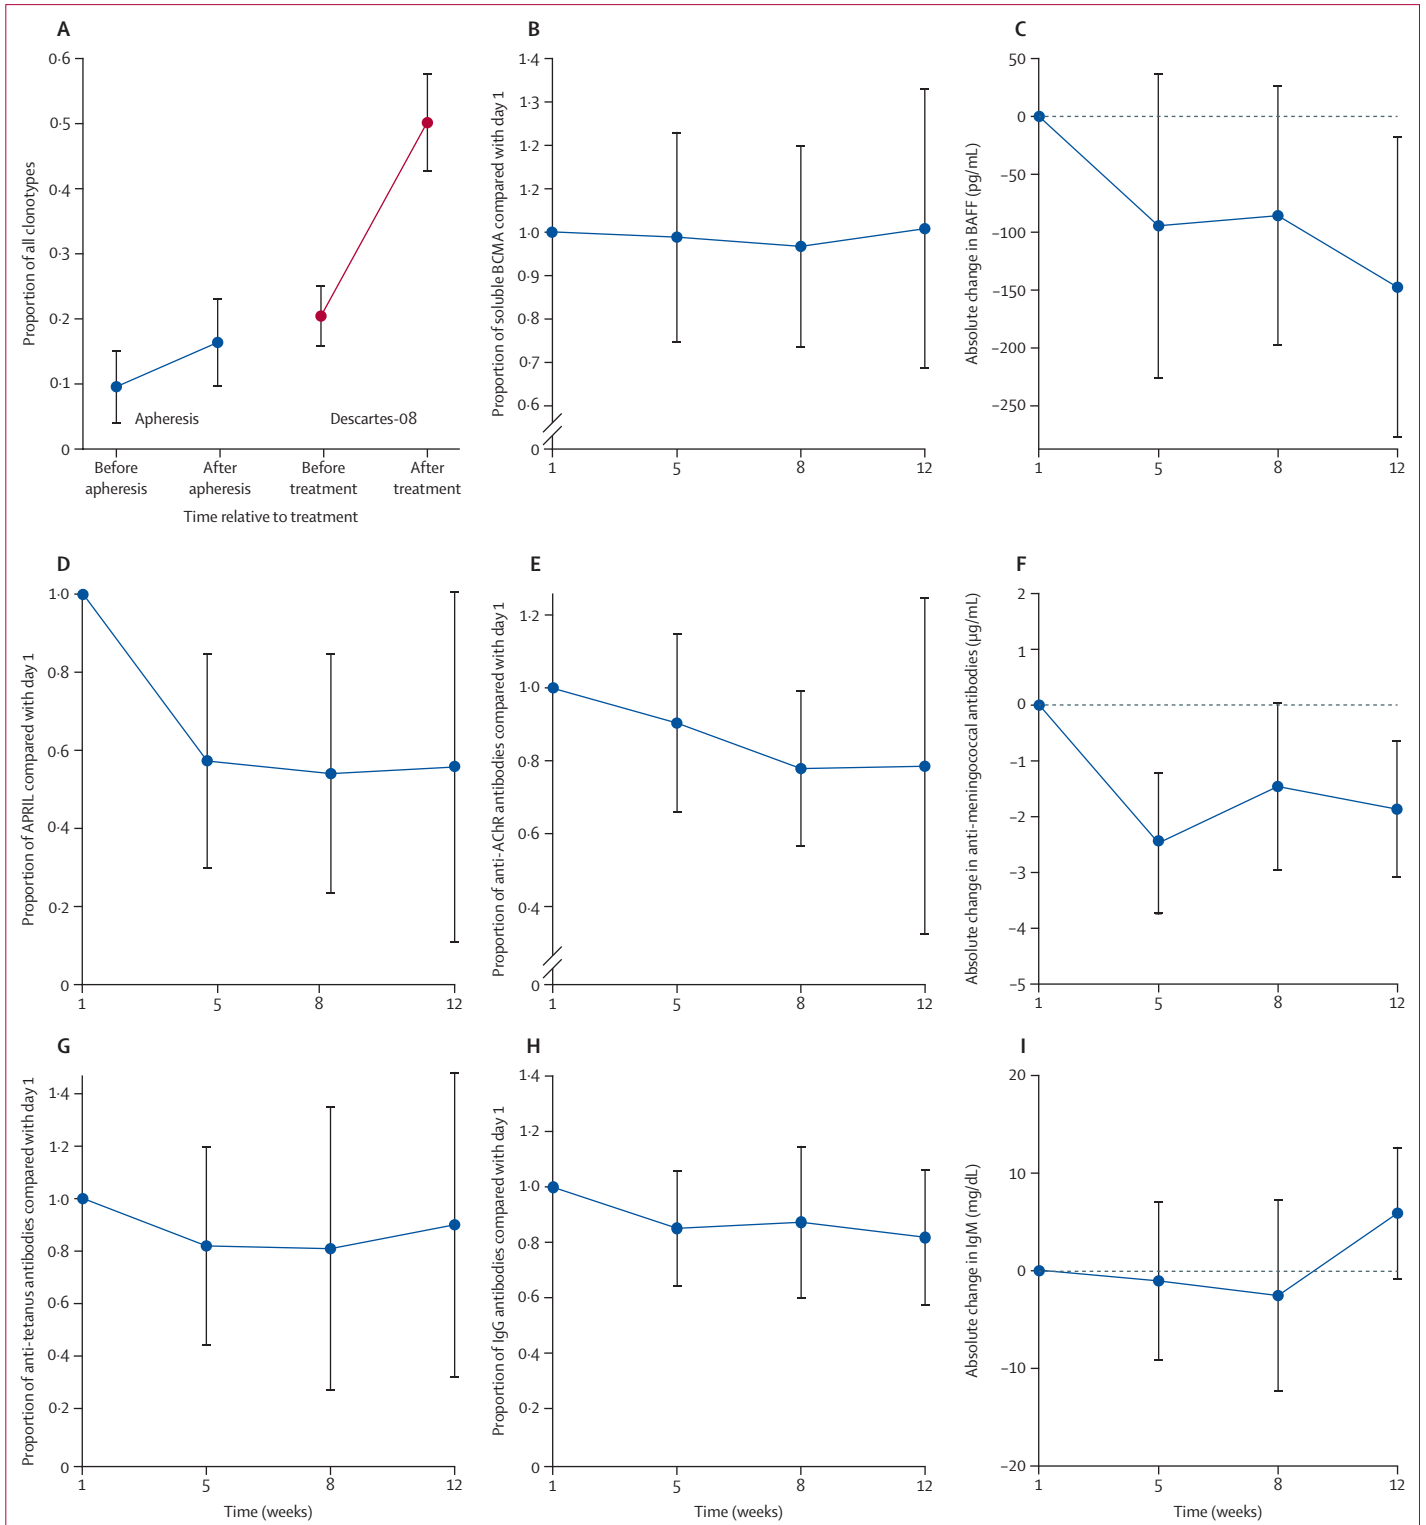 A
Proportion of all clonotypes
0·6
0·5
0·4
0·3
0·2
0·1
0
Apheresis
Descartes-08
Before apheresis
After apheresis
Before treatment
After treatment
Time relative to treatment
B
Proportion of soluble BCMA compared with day 1
1·4
1·3
1·2
1·2
1·0
0·9
0·8
0·7
0·6
0
1 5 8 12
C
Absolute change in BAFF (pg/mL)
50
0
–50
–100
–150
–200
–250
1 5 8 12
D
Proportion of APRIL compared with day 1
1·0
0·8
0·6
0·4
0·2
0
1 5 8 12
E
Proportion of anti-AChR antibodies compared with day 1
1·2
1·0
0·8
0·6
0·4
0
1 5 8 12
F
Absolute change in anti-meningococcal antibodies (µg/mL)
2
1
0
–1
–2
–3
–4
–5
1 5 8 12
G
Proportion of anti-tetanus antibodies compared with day 1
1·4
1·2
1·0
0·8
0·6
0·4
0·2
0
1 5 8 12
Time (weeks)
H
Proportion of IgG antibodies compared with day 1
1·4
1·2
1·0
0·8
0·6
0·4
0·2
0
1 5 8 12
Time (weeks)
I
Absolute change in IgM (mg/dL)
20
10
0
–10
–20
1 5 8 12
Time (weeks)